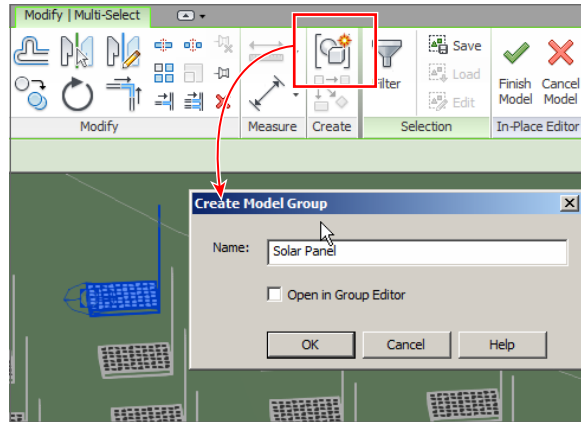 Modify | Multi-Select
Save
Filter
Load
Edit
Finish Model
Cancel Model
Modify
Measure
Create
Selection
In-Place Editor
Create Model Group
Name:
Solar Panel
Open in Group Editor
OK
Cancel
Help